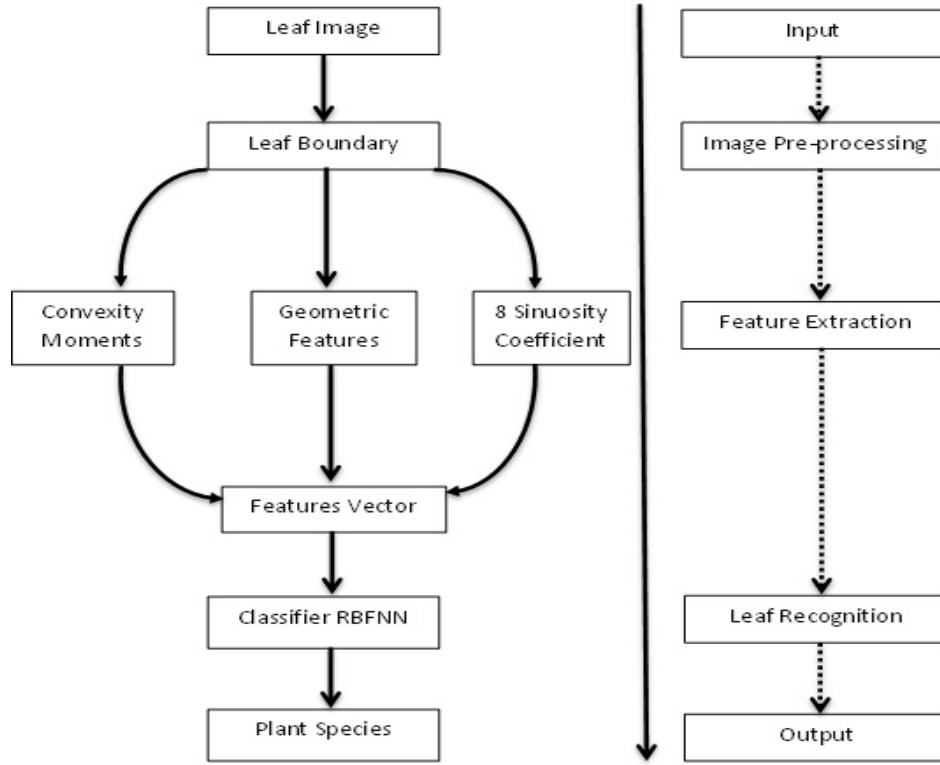 Leaf Image
Leaf Boundary
Convexity
Moments
Geometric
Features
8 Sinuosity
Coefficient
Features Vector
Classifier RBFNN
Plant Species
Input
Image Pre-processing
Feature Extraction
Leaf Recognition
Output